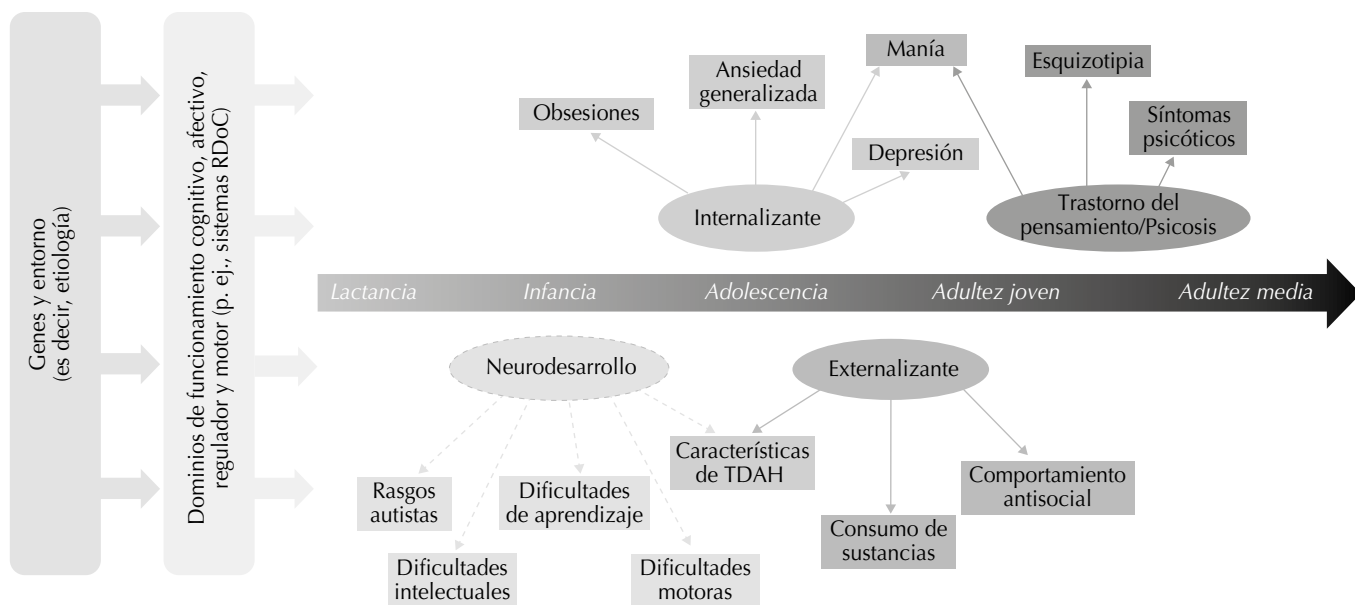 Genes y entorno
(es decir, etiología)
Dominios de funcionamiento cognitivo, afectivo,
regulador y motor (p. ej., sistemas RDoC)
Obsesiones
Ansiedad
generalizada
Manía
Depresión
Esquizotipia
Síntomas
psicóticos
Internalizante
Trastorno del
pensamiento/Psicosis
Lactancia
Infancia
Adolescencia
Adultez joven
Adultez media
Neurodesarrollo
Externalizante
Rasgos
autistas
Dificultades
intelectuales
Dificultades
de aprendizaje
Dificultades
motoras
Características
de TDAH
Consumo de
sustancias
Comportamiento
antisocial